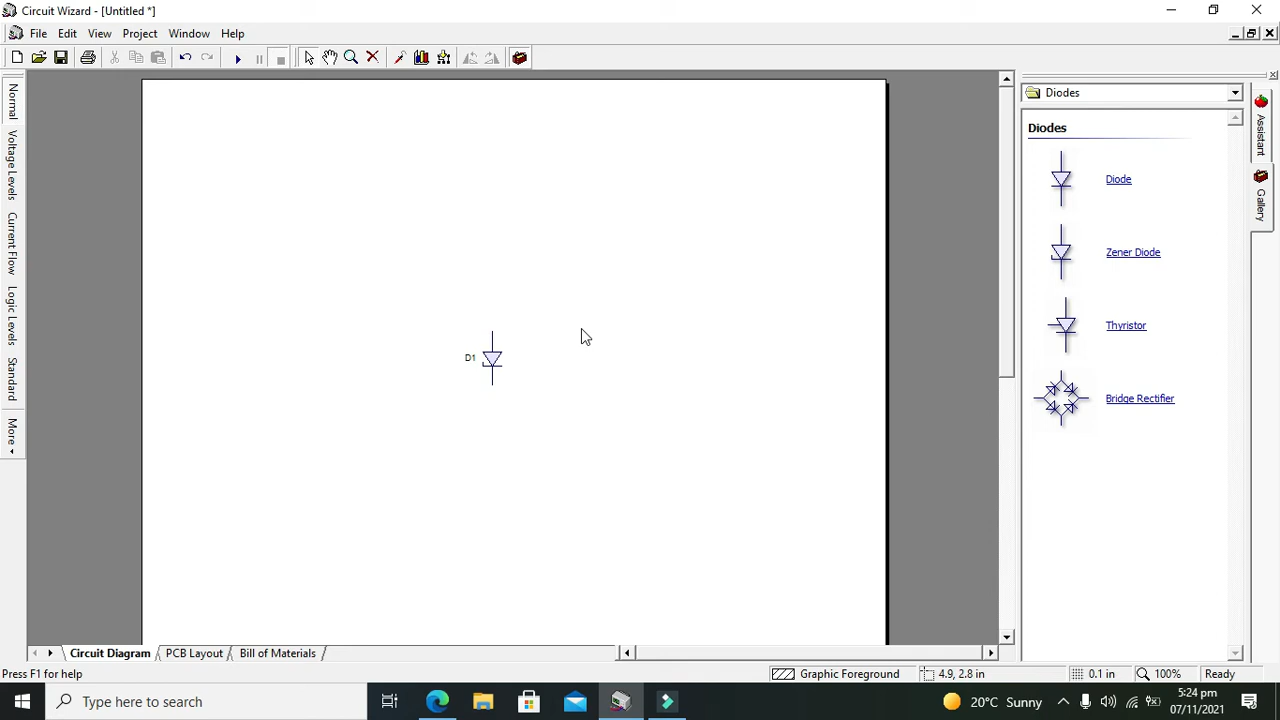 Circuit Wizard - [Untitled *]
File Edit View Project Window Help
Normal
Voltage Levels
Current Flow
Logic Levels
Standard
More
D1
Diodes
Diodes
Diode
Zener Diode
Thyristor
Bridge Rectifier
Assistant
Gallery
Circuit Diagram PCB Layout Bill of Materials
Press F1 for help
Graphic Foreground 4.9, 2.8 in 0.1 in 100% Ready
Type here to search
20°C Sunny
5:24 pm
07/11/2021